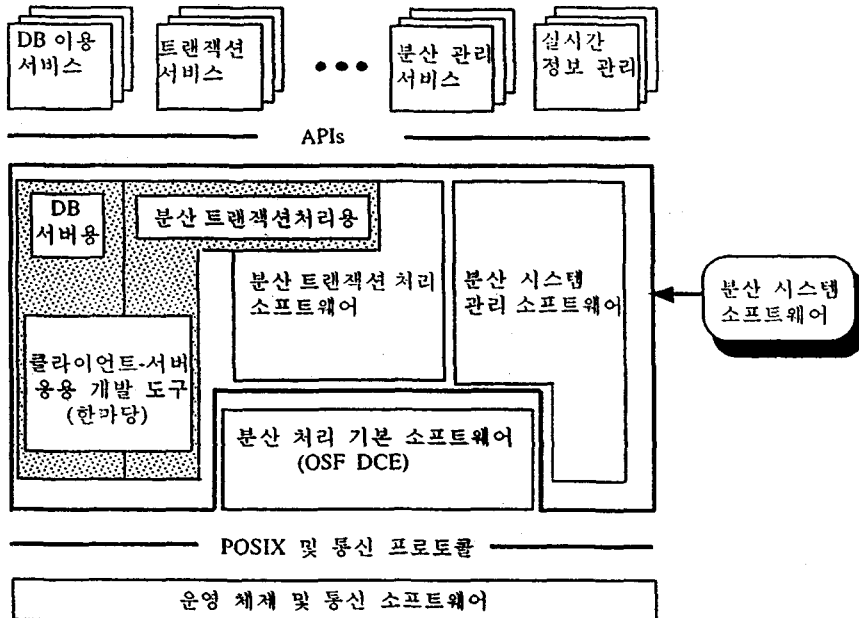 DB 이용
서비스
트랜잭션
서비스
분산 관리
서비스
실시간
정보 관리
APIs
DB
서버용
분산 트랜잭션처리용
분산 트랜잭션 처리
소프트웨어
분산 시스템
관리 소프트웨어
분산 시스템
소프트웨어
클라이언트-서버
응용 개발 도구
(한마당)
분산 처리 기본 소프트웨어
(OSF DCE)
POSIX 및 통신 프로토콜
운영 체제 및 통신 소프트웨어